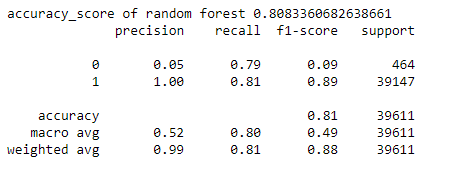 accuracy_score of random forest 0.8083360682638661
precision recall f1-score support
0 0.05 0.79 0.09 464
1 1.00 0.81 0.89 39147
accuracy 0.81 39611
macro avg 0.52 0.80 0.49 39611
weighted avg 0.99 0.81 0.88 39611